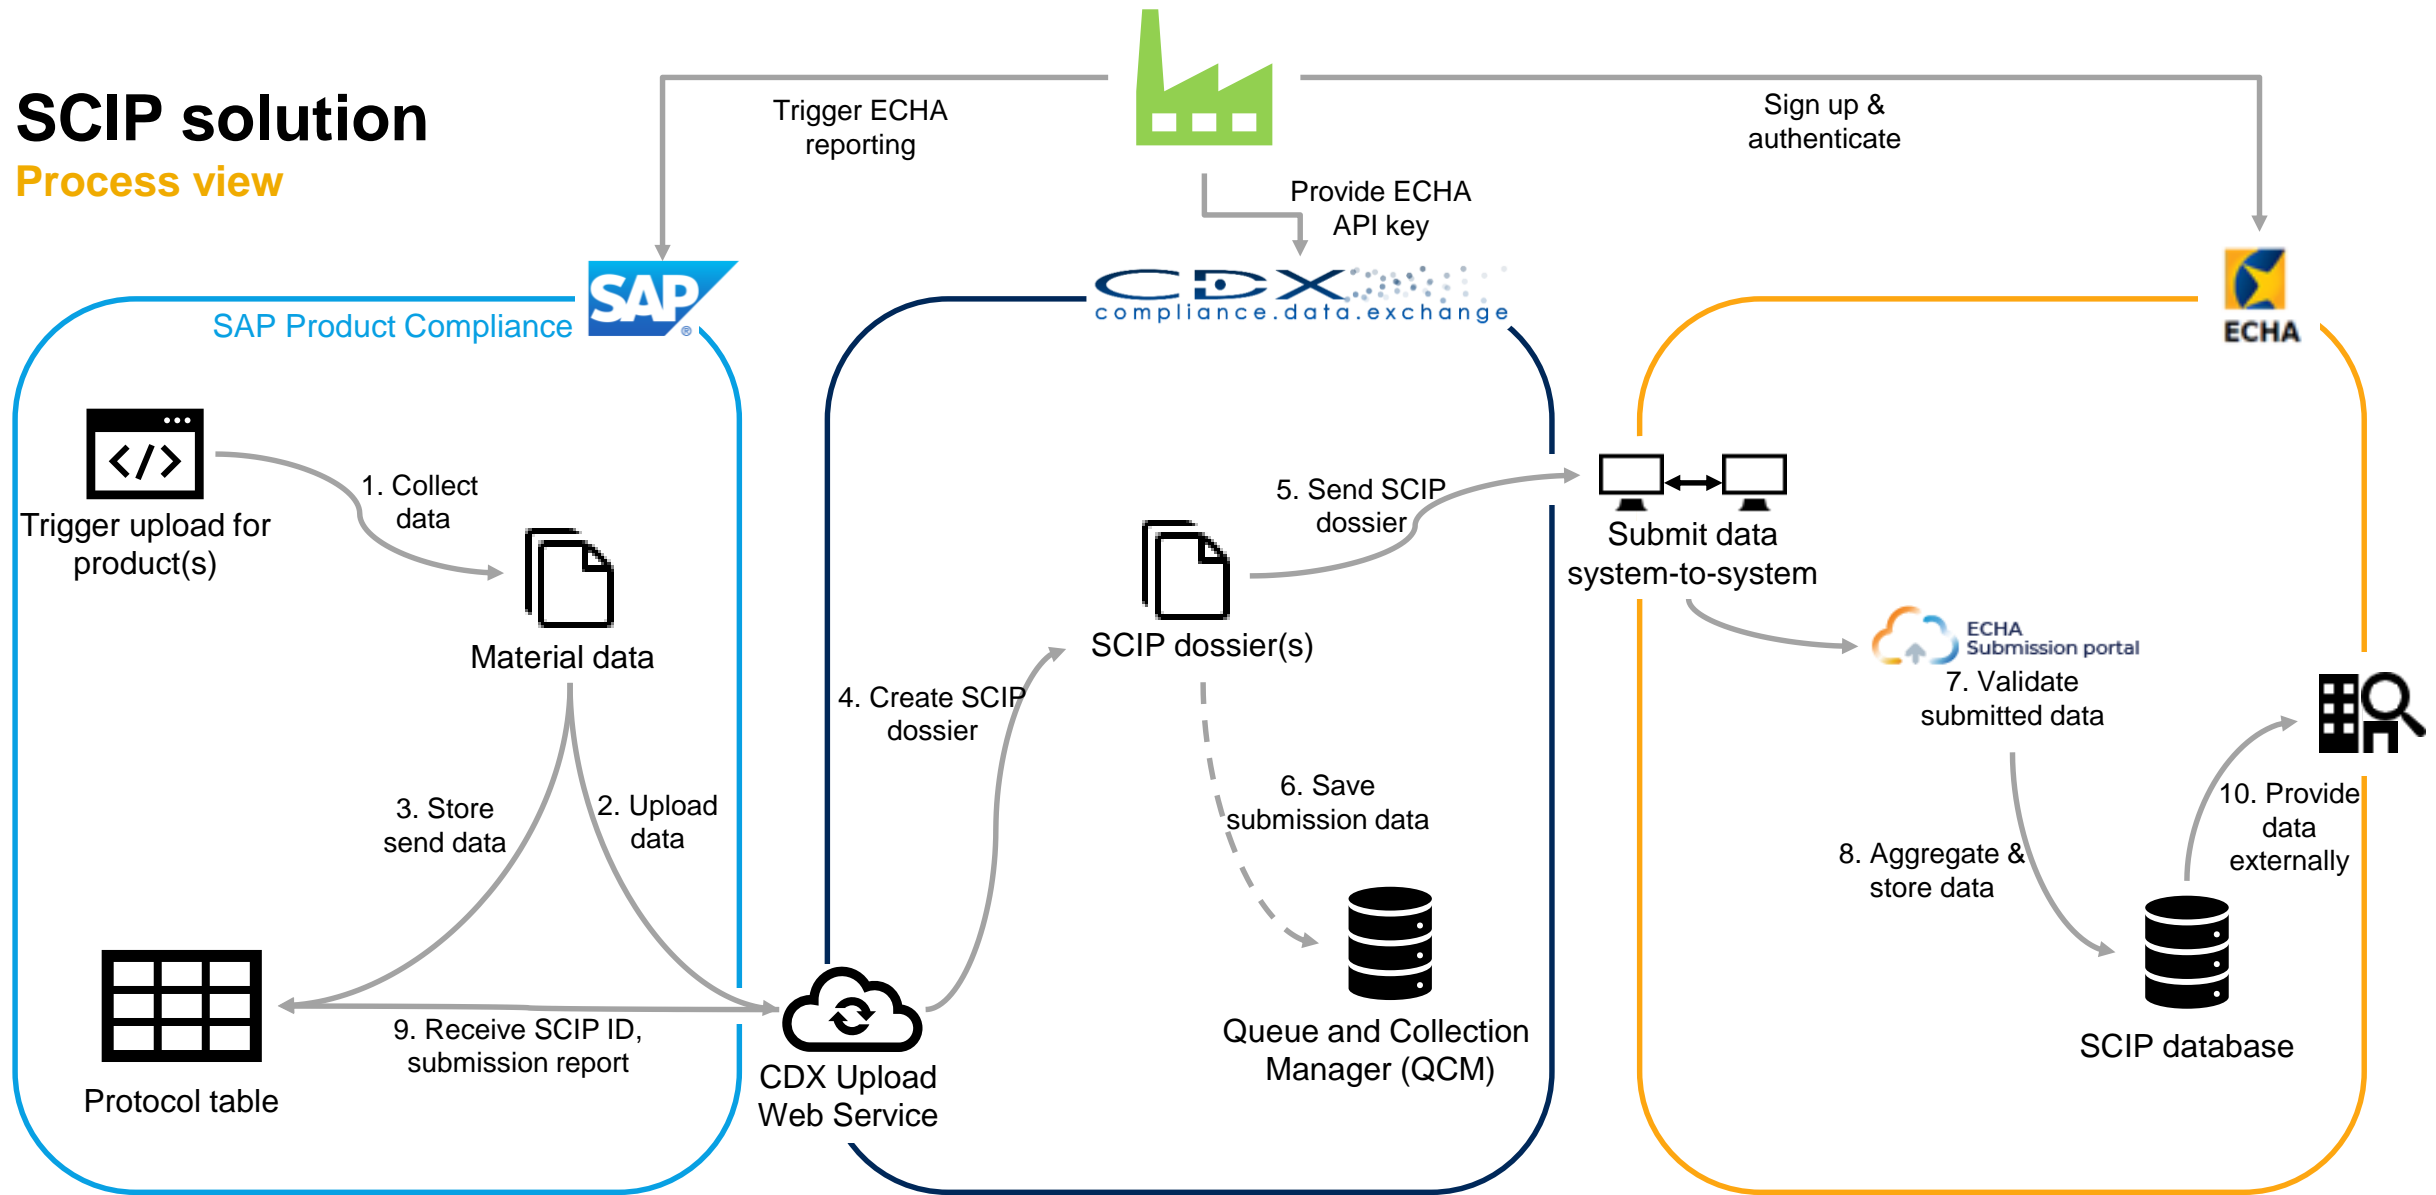 SCIP solution
Process view
Trigger ECHA
reporting
Sign up &
authenticate
Provide ECHA
API key
SAP Product Compliance
SAP
®
CDX
compliance.data.exchange
ECHA
</>
Trigger upload for
product(s)
1. Collect
data
Material data
3. Store
send data
2. Upload
data
Protocol table
9. Receive SCIP ID,
submission report
CDX Upload
Web Service
4. Create SCIP
dossier
SCIP dossier(s)
5. Send SCIP
dossier
6. Save
submission data
Queue and Collection
Manager (QCM)
Submit data
system-to-system
ECHA
Submission portal
7. Validate
submitted data
8. Aggregate &
store data
10. Provide
data
externally
SCIP database